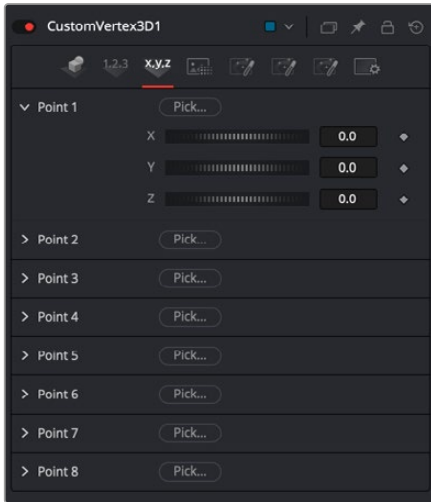 CustomVertex3D1
1.2.3 x.y.z
Point 1 Pick...
X 0.0
Y 0.0
Z 0.0
Point 2 Pick...
Point 3 Pick...
Point 4 Pick...
Point 5 Pick...
Point 6 Pick...
Point 7 Pick...
Point 8 Pick...